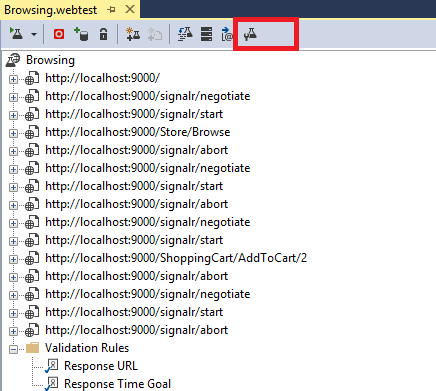 Browsing.webtest
Browsing
http://localhost:9000/
http://localhost:9000/signalr/negotiate
http://localhost:9000/signalr/start
http://localhost:9000/Store/Browse
http://localhost:9000/signalr/abort
http://localhost:9000/signalr/negotiate
http://localhost:9000/signalr/start
http://localhost:9000/signalr/abort
http://localhost:9000/signalr/negotiate
http://localhost:9000/signalr/start
http://localhost:9000/ShoppingCart/AddToCart/2
http://localhost:9000/signalr/abort
http://localhost:9000/signalr/negotiate
http://localhost:9000/signalr/start
http://localhost:9000/signalr/abort
Validation Rules
Response URL
Response Time Goal